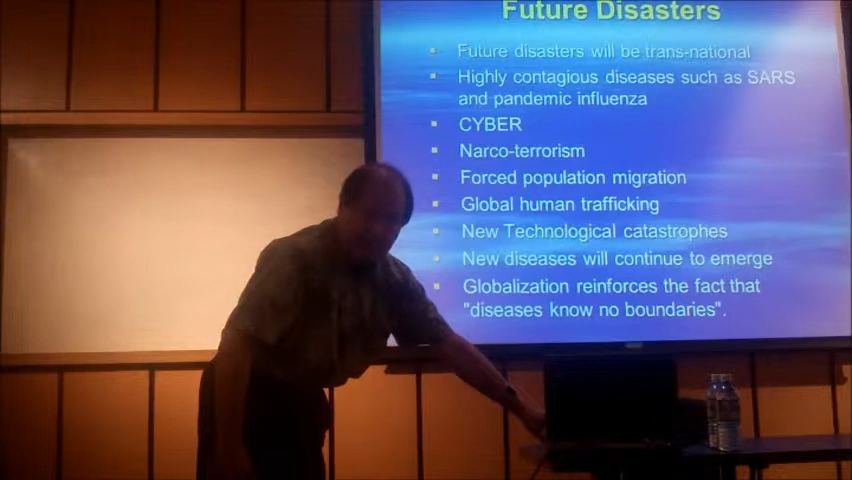 Future Disasters
Future disasters will be trans-national
Highly contagious diseases such as SARS
and pandemic influenza
CYBER
Narco-terrorism
Forced population migration
Global human trafficking
New Technological catastrophes
New diseases will continue to emerge
Globalization reinforces the fact that
"diseases know no boundaries".